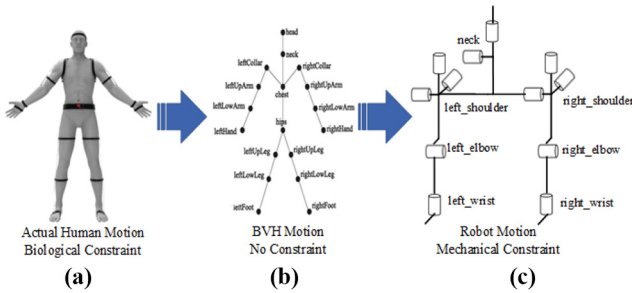 head
neck
leftCollar
rightCollar
leftUpArm
rightUpArm
chest
leftLowArm
rightLowArm
leftHand
hips
rightHand
leftUpLeg
rightUpLeg
leftLowLeg
rightLowLeg
leftFoot
rightFoot
neck
left_shoulder
right_shoulder
left_elbow
right_elbow
left_wrist
right_wrist
Actual Human Motion
Biological Constraint
BVH Motion
No Constraint
Robot Motion
Mechanical Constraint
(a)
(b)
(c)